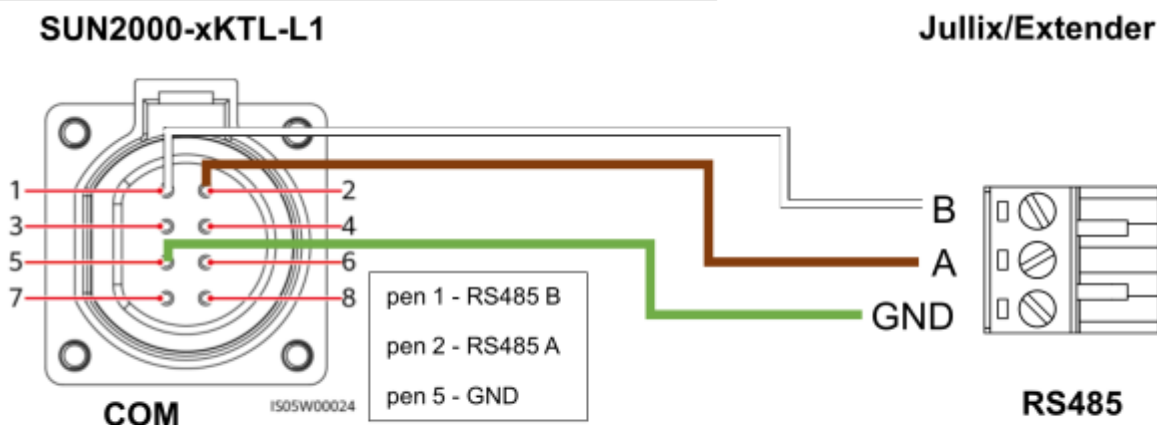 SUN2000-xKTL-L1
Jullix/Extender
1
2
3
4
5
6
7
8
B
A
GND
pen 1 - RS485 B
pen 2 - RS485 A
pen 5 - GND
COM
IS05W00024
RS485